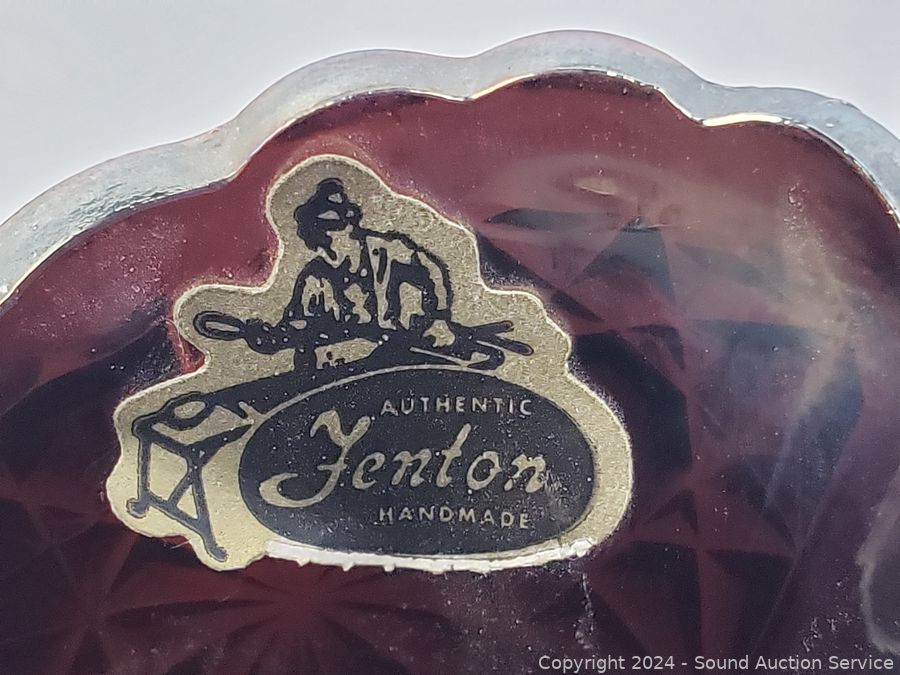 AUTHENTIC
Fenton
HANDMADE
Copyright 2024 - Sound Auction Service